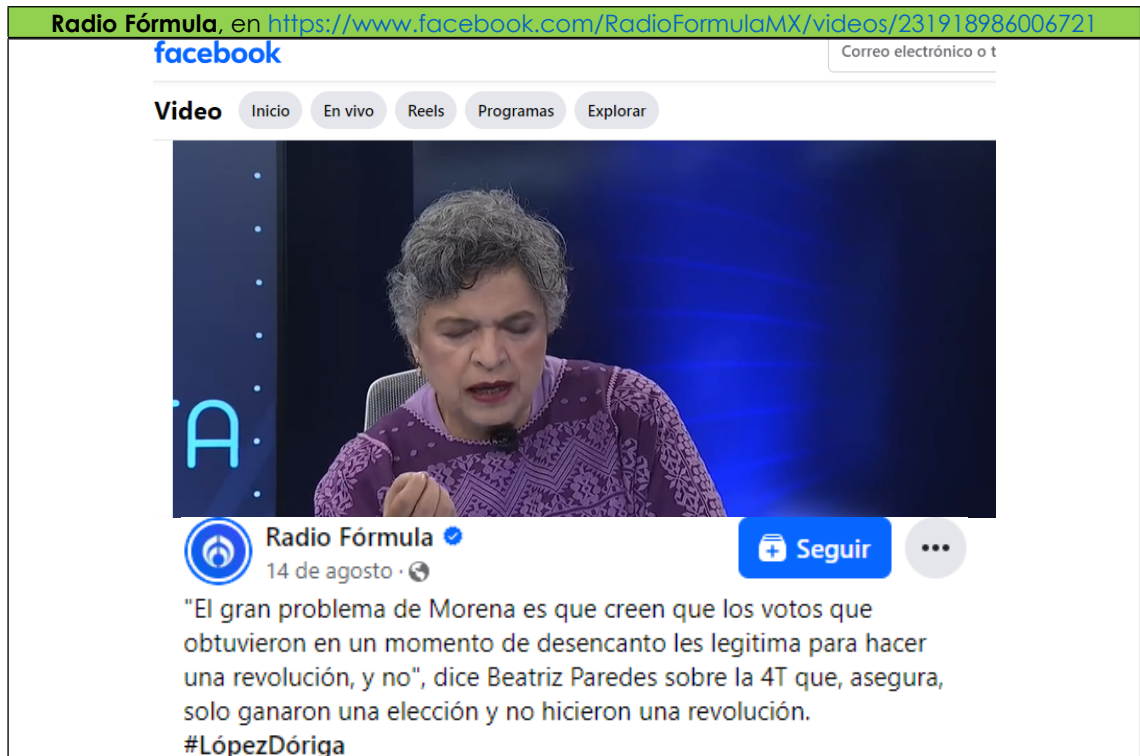 Radio Fórmula, en https://www.facebook.com/RadioFormulaMX/videos/231918986006721
facebook
Correo electrónico o t
Video Inicio En vivo Reels Programas Explorar
TA
Radio Fórmula
14 de agosto ·
Seguir
"El gran problema de Morena es que creen que los votos que
obtuvieron en un momento de desencanto les legitima para hacer
una revolución, y no", dice Beatriz Paredes sobre la 4T que, asegura,
solo ganaron una elección y no hicieron una revolución.
#LópezDóriga